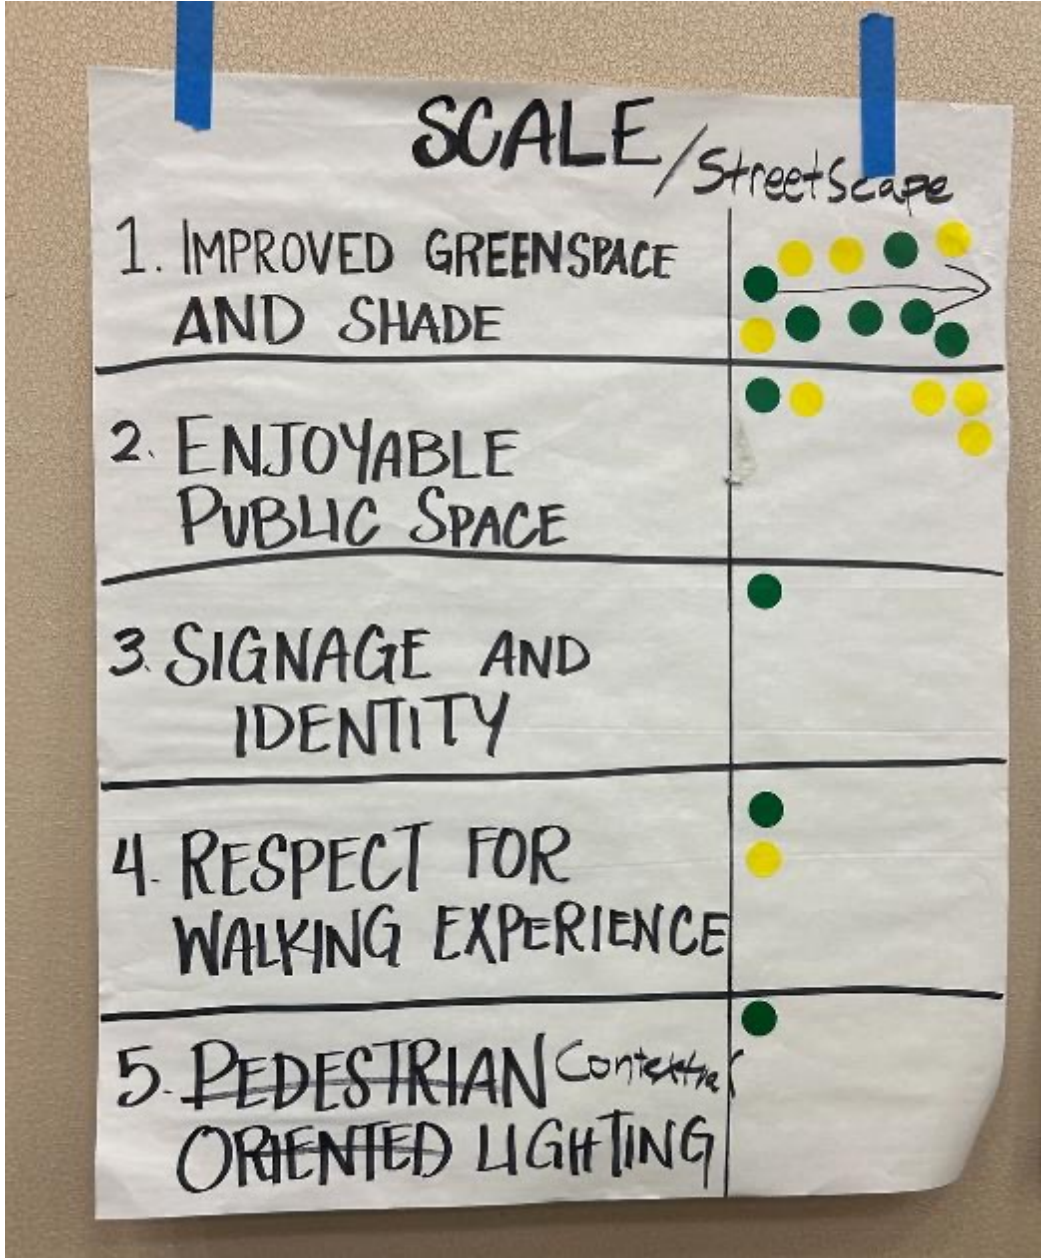 SCALE / Streetscape
1. IMPROVED GREENSPACE
AND SHADE
2. ENJOYABLE
PUBLIC SPACE
3. SIGNAGE AND
IDENTITY
4. RESPECT FOR
WALKING EXPERIENCE
5. PEDESTRIAN Contextual
ORIENTED LIGHTING